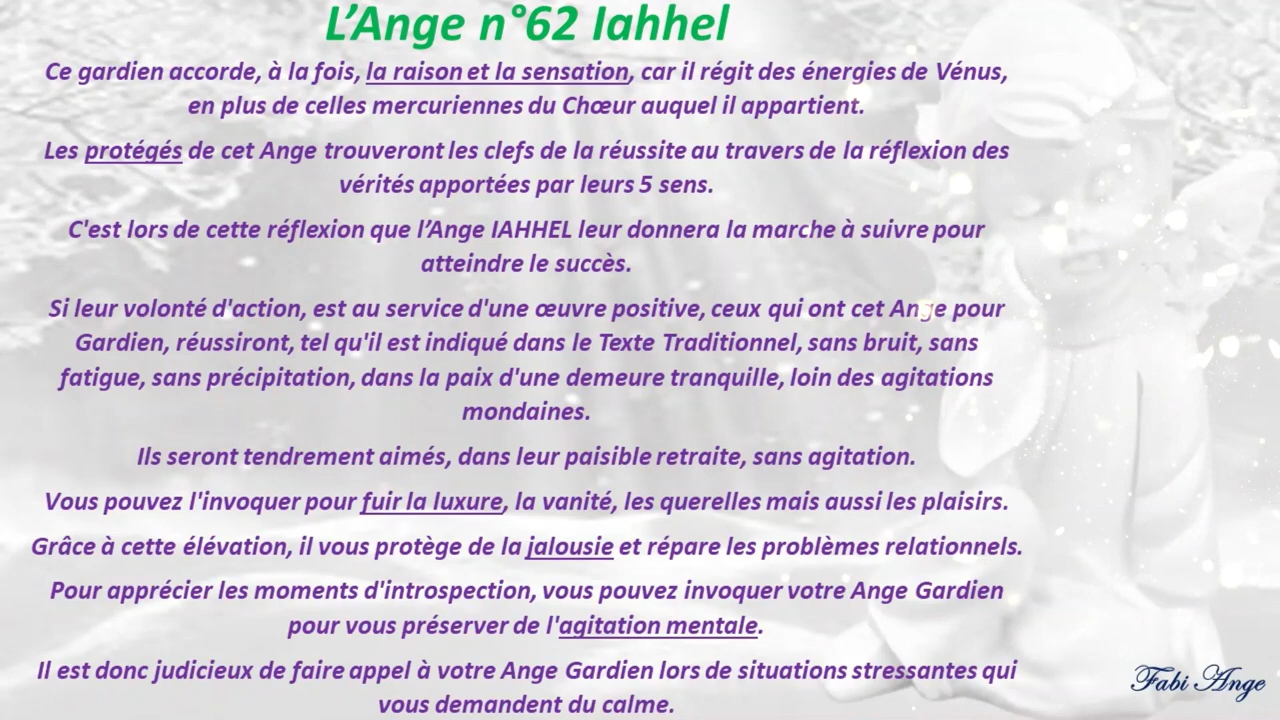 L’Ange n°62 Iahhel
Ce gardien accorde, à la fois, la raison et la sensation, car il régit des énergies de Vénus,
en plus de celles mercuriennes du Chœur auquel il appartient.
Les protégés de cet Ange trouveront les clefs de la réussite au travers de la réflexion des
vérités apportées par leurs 5 sens.
C'est lors de cette réflexion que l’Ange IAHHEL leur donnera la marche à suivre pour
atteindre le succès.
Si leur volonté d'action, est au service d'une œuvre positive, ceux qui ont cet Ange pour
Gardien, réussiront, tel qu'il est indiqué dans le Texte Traditionnel, sans bruit, sans
fatigue, sans précipitation, dans la paix d'une demeure tranquille, loin des agitations
mondaines.
Ils seront tendrement aimés, dans leur paisible retraite, sans agitation.
Vous pouvez l'invoquer pour fuir la luxure, la vanité, les querelles mais aussi les plaisirs.
Grâce à cette élévation, il vous protège de la jalousie et répare les problèmes relationnels.
Pour apprécier les moments d'introspection, vous pouvez invoquer votre Ange Gardien
pour vous préserver de l'agitation mentale.
Il est donc judicieux de faire appel à votre Ange Gardien lors de situations stressantes qui
vous demandent du calme.
Fabi Ange